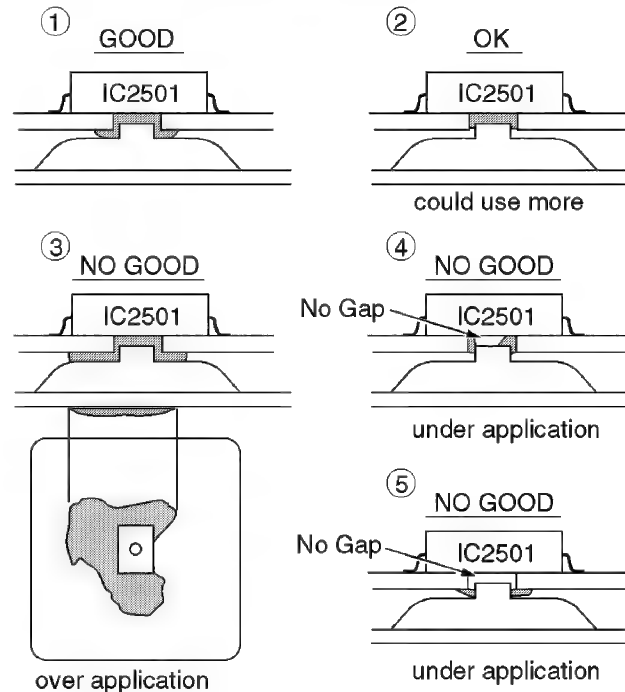 ① GOOD
IC2501
② OK
IC2501
could use more
③ NO GOOD
IC2501
over application
④ NO GOOD
No Gap
IC2501
under application
⑤ NO GOOD
No Gap
IC2501
under application